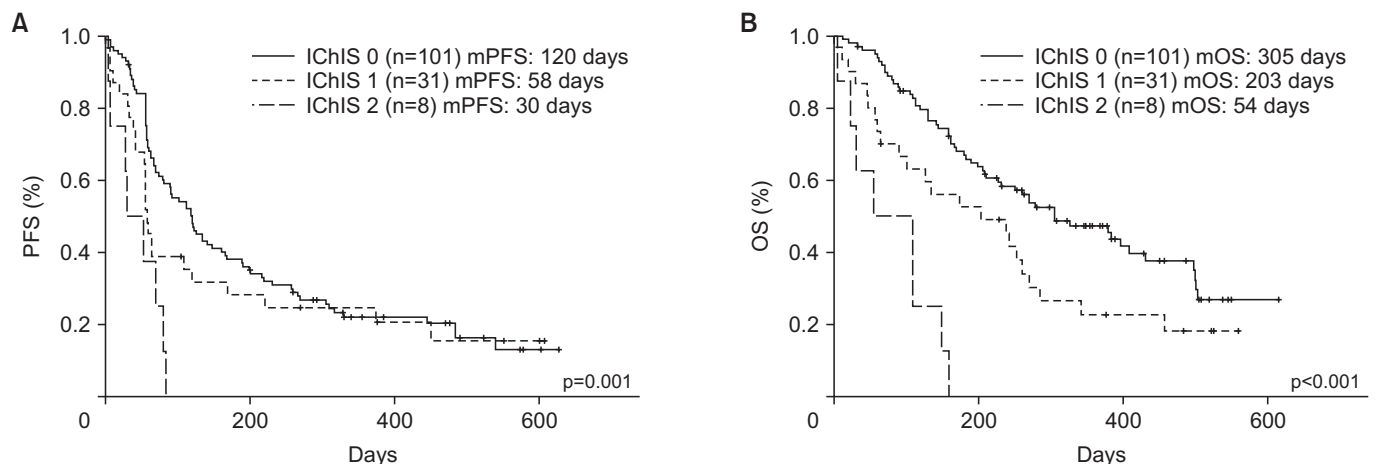 A
IChIS 0 (n=101) mPFS: 120 days
IChIS 1 (n=31) mPFS: 58 days
IChIS 2 (n=8) mPFS: 30 days
PFS (%)
1.0
0.8
0.6
0.4
0.2
0
200
400
600
p=0.001
Days
B
IChIS 0 (n=101) mOS: 305 days
IChIS 1 (n=31) mOS: 203 days
IChIS 2 (n=8) mOS: 54 days
OS (%)
1.0
0.8
0.6
0.4
0.2
0
200
400
600
p<0.001
Days